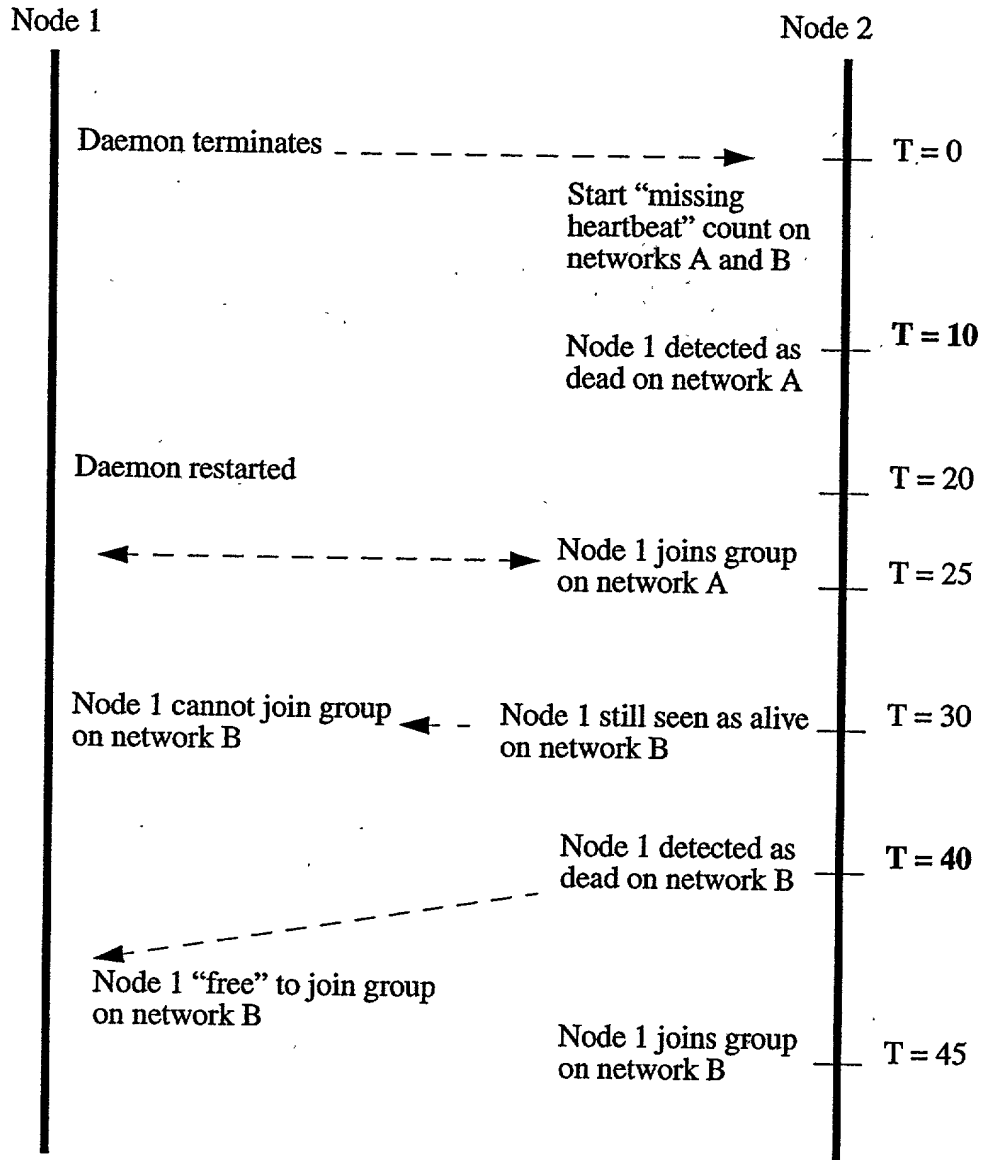 Node 1
Node 2
Daemon terminates
T = 0
Start “missing
heartbeat” count on
networks A and B
T = 10
Node 1 detected as
dead on network A
Daemon restarted
T = 20
Node 1 joins group
on network A
T = 25
Node 1 cannot join group
on network B
Node 1 still seen as alive
on network B
T = 30
Node 1 detected as
dead on network B
T = 40
Node 1 “free” to join group
on network B
Node 1 joins group
on network B
T = 45